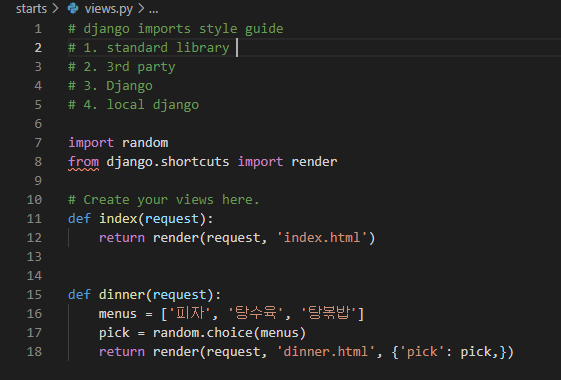 starts > views.py > ...
1 # django imports style guide
2 # 1. standard library
3 # 2. 3rd party
4 # 3. Django
5 # 4. local django
6
7 import random
8 from django.shortcuts import render
9
10 # Create your views here.
11 def index(request):
12 return render(request, 'index.html')
13
14
15 def dinner(request):
16 menus = ['피자', '탕수육', '탕볶밥']
17 pick = random.choice(menus)
18 return render(request, 'dinner.html', {'pick': pick,})